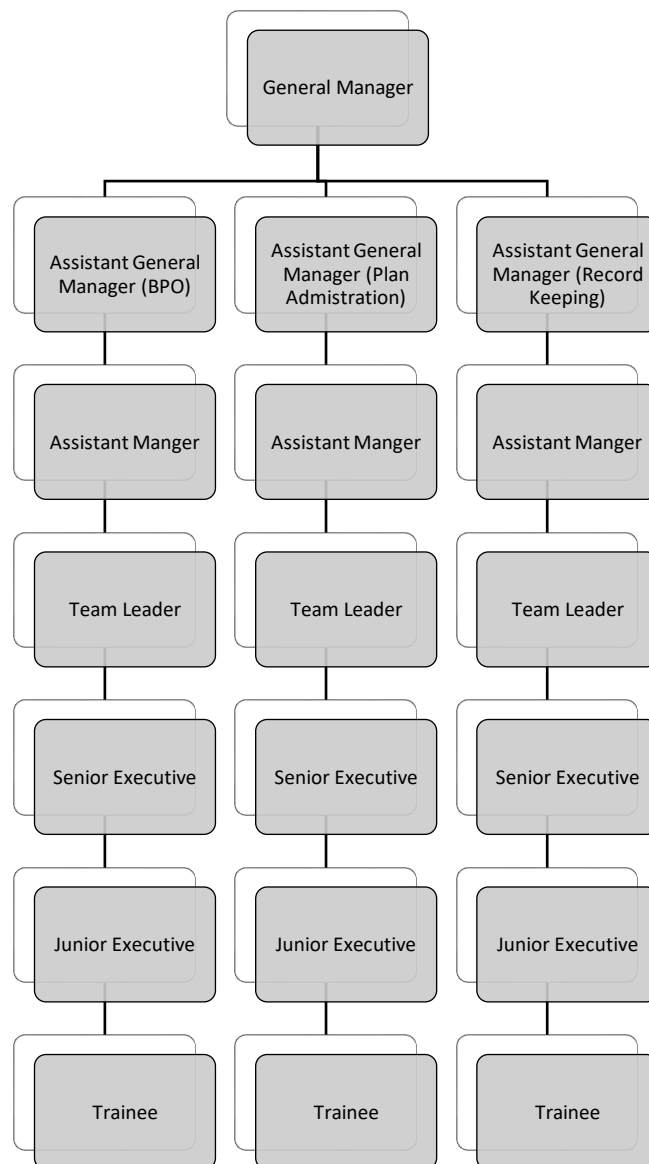 General Manager
Assistant General
Manager (BPO)
Assistant General
Manager (Plan
Admistration)
Assistant General
Manager (Record
Keeping)
Assistant Manger
Assistant Manger
Assistant Manger
Team Leader
Team Leader
Team Leader
Senior Executive
Senior Executive
Senior Executive
Junior Executive
Junior Executive
Junior Executive
Trainee
Trainee
Trainee